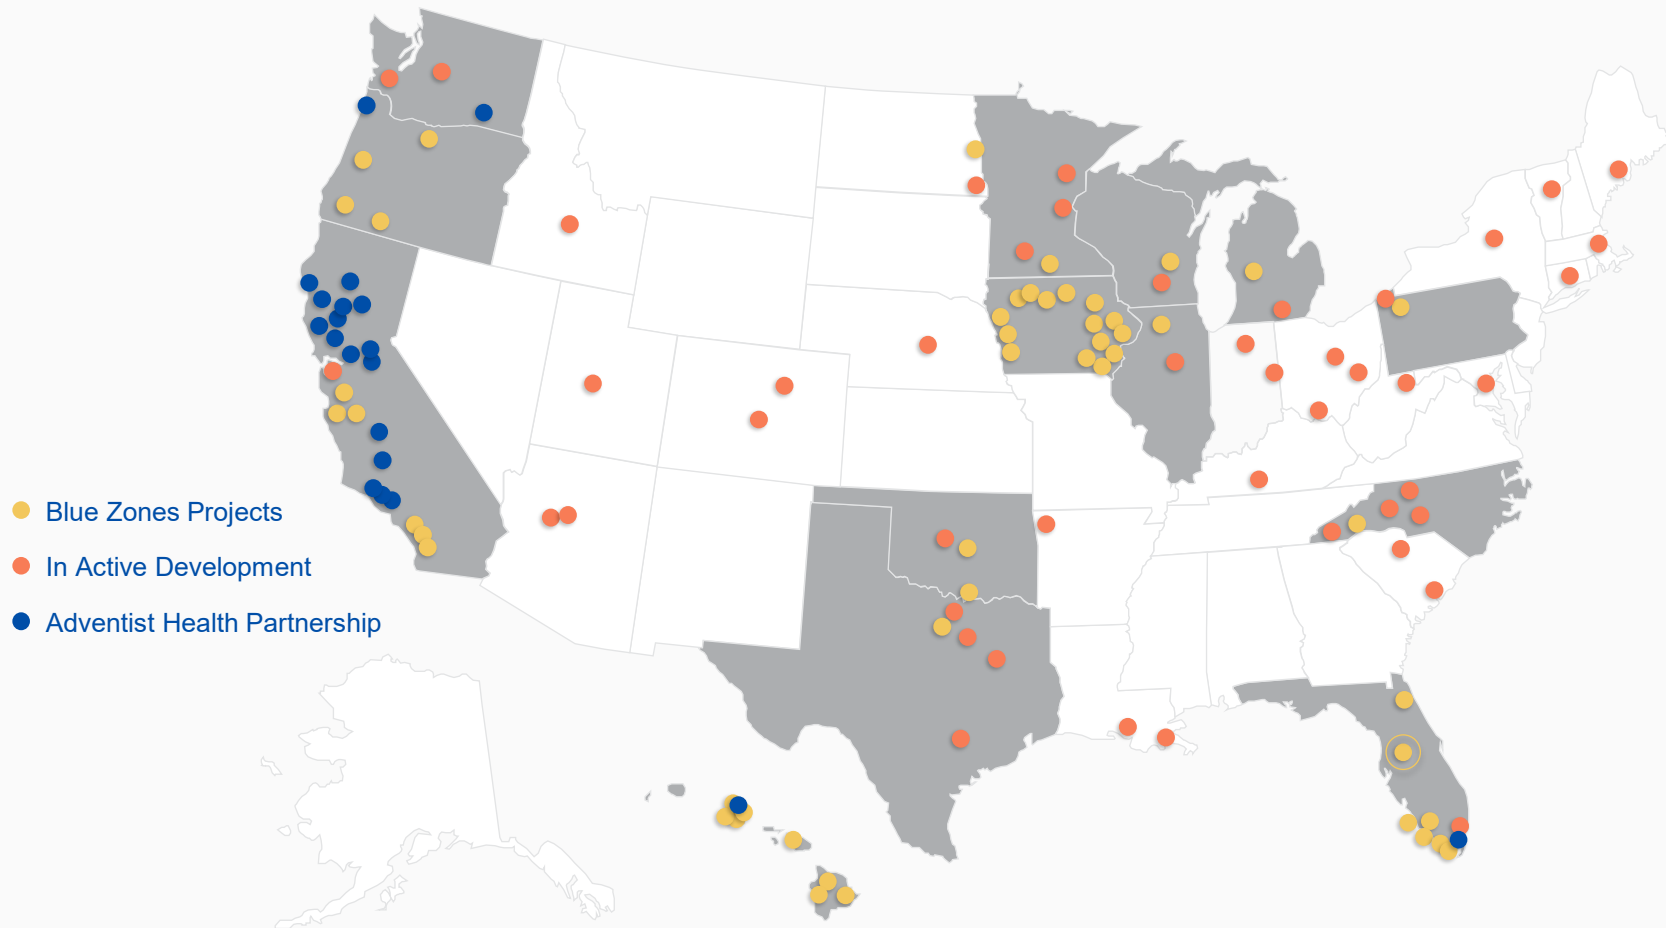 Blue Zones Projects
In Active Development
Adventist Health Partnership